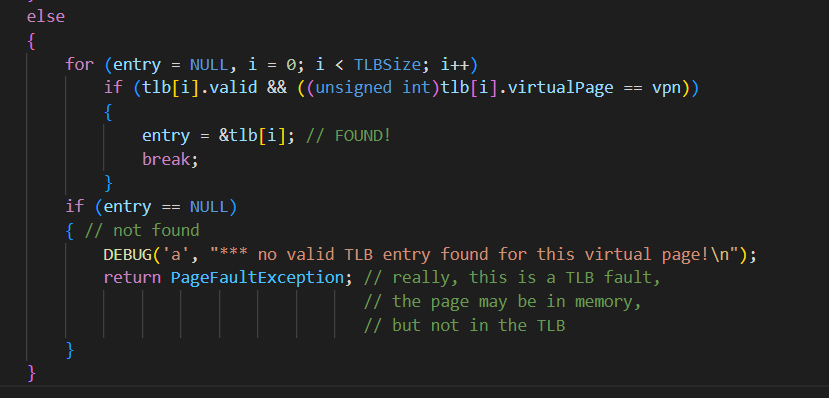 else
{
for (entry = NULL, i = 0; i < TLBSize; i++)
if (tlb[i].valid && ((unsigned int)tlb[i].virtualPage == vpn))
{
entry = &tlb[i]; // FOUND!
break;
}
if (entry == NULL)
{ // not found
DEBUG('a', "*** no valid TLB entry found for this virtual page!\n");
return PageFaultException; // really, this is a TLB fault,
// the page may be in memory,
// but not in the TLB
}
}